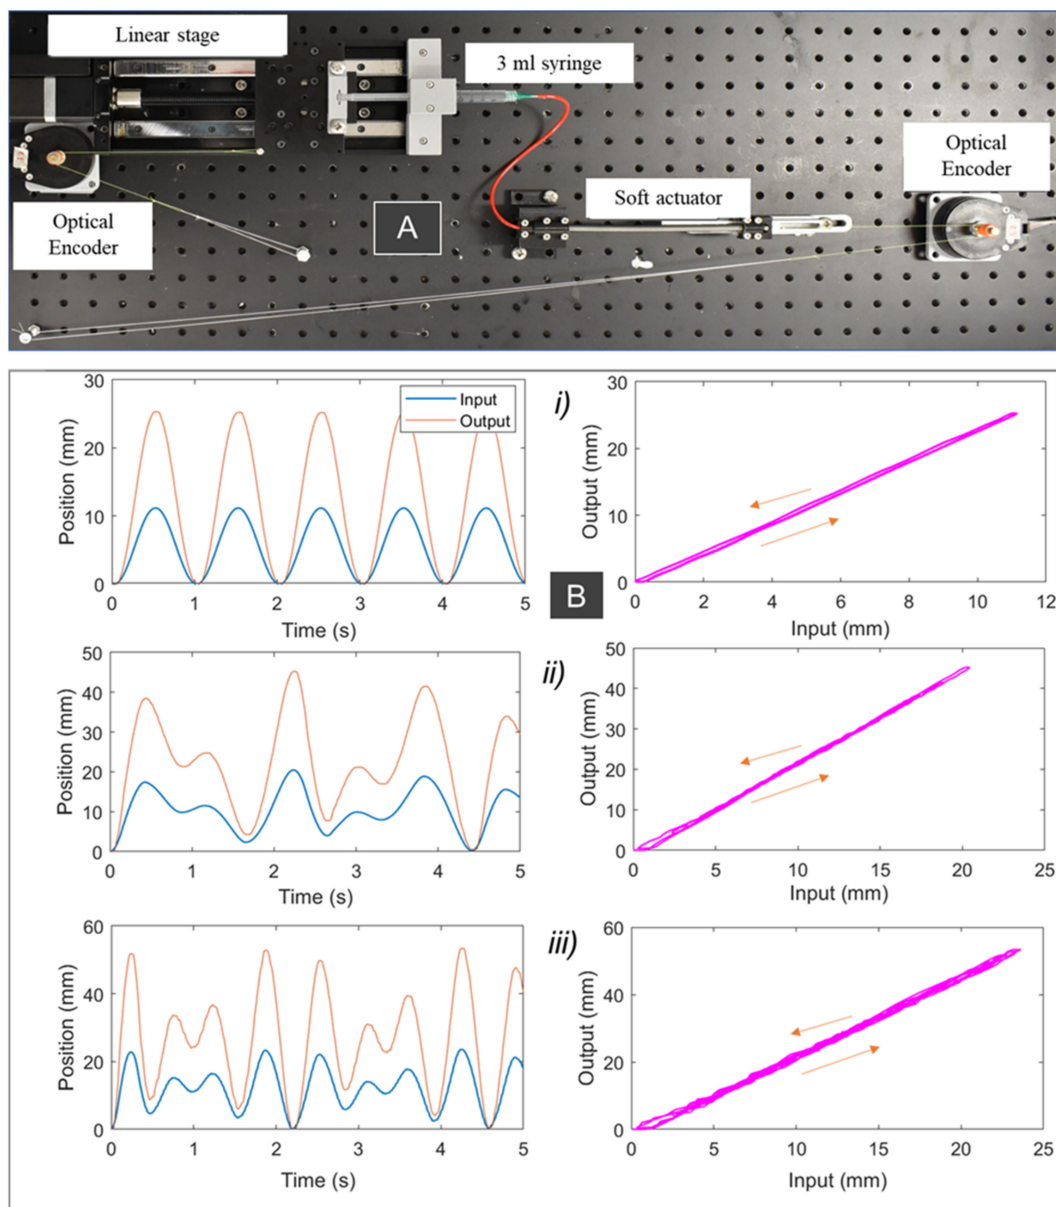 Linear stage
3 ml syringe
Optical
Encoder
Soft actuator
Optical
Encoder
A
30
20
10
0
Position (mm)
Input
Output
0
1
2
3
4
5
Time (s)
i)
30
20
10
0
Output (mm)
0
2
4
6
8
10
12
Input (mm)
B
50
40
30
20
10
0
Position (mm)
0
1
2
3
4
5
Time (s)
ii)
50
40
30
20
10
0
Output (mm)
5
10
15
20
25
Input (mm)
60
40
20
0
Position (mm)
0
1
2
3
4
5
Time (s)
iii)
60
40
20
0
Output (mm)
0
5
10
15
20
25
Input (mm)